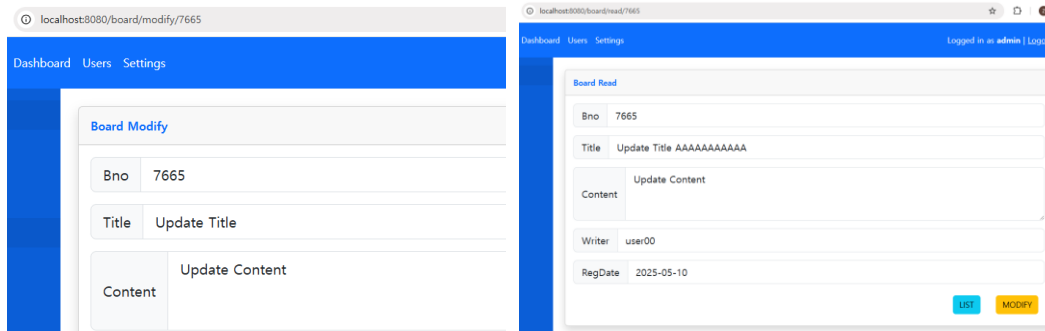 localhost:8080/board/modify/7665
Dashboard Users Settings
Board Modify
Bno 7665
Title Update Title
Update Content
Content
localhost:8080/board/read/7665
Dashboard Users Settings
Logged in as admin |
Board Read
Bno 7665
Title Update Title AAAAAAAAAAA
Update Content
Content
Writer user00
RegDate 2025-05-10
LIST MODIFY